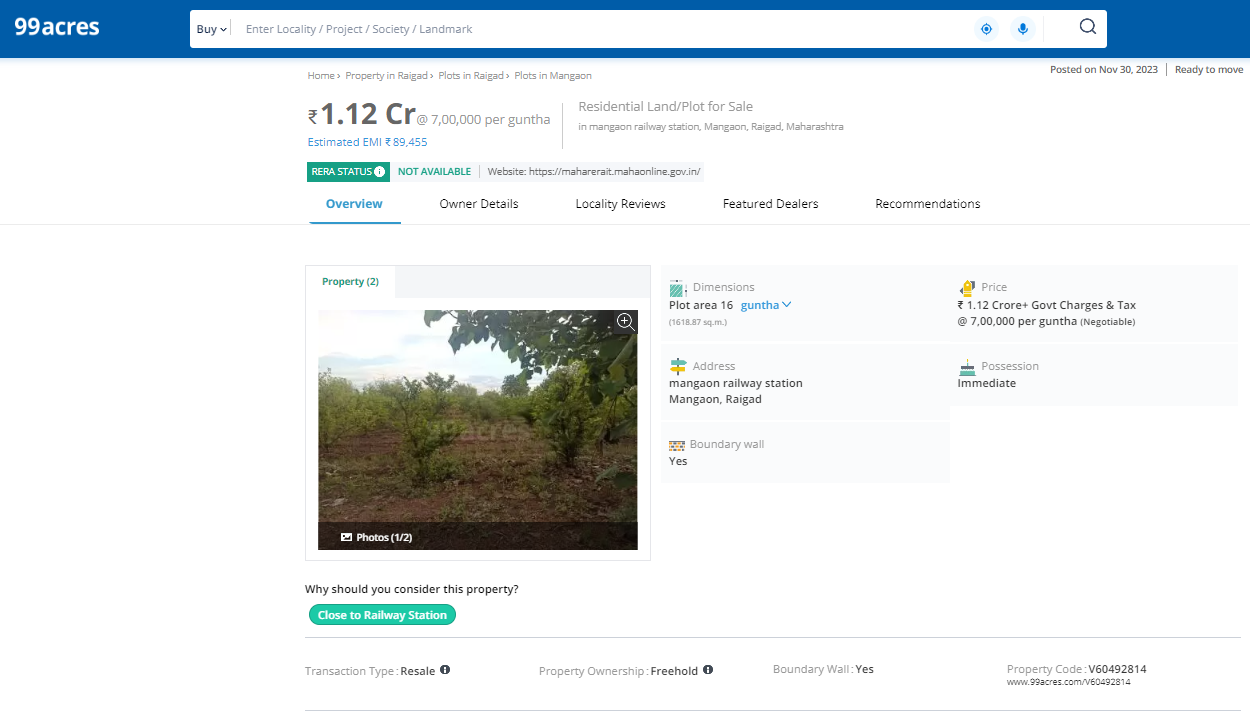 99acres
Buy
Enter Locality / Project / Society / Landmark
Posted on Nov 30, 2023 | Ready to move
Home › Property in Raigad › Plots in Raigad › Plots in Mangaon
₹ 1.12 Cr @ 7,00,000 per guntha
Estimated EMI ₹ 89,455
Residential Land/Plot for Sale
in mangaon railway station, Mangaon, Raigad, Maharashtra
RERA STATUS NOT AVAILABLE Website: https://maharerait.mahaonline.gov.in/
Overview Owner Details Locality Reviews Featured Dealers Recommendations
Property (2)
99acres
Photos (1/2)
Dimensions
Plot area 16 guntha
(1618.87 sq.m.)
Price
₹ 1.12 Crore+ Govt Charges & Tax
@ 7,00,000 per guntha (Negotiable)
Address
mangaon railway station
Mangaon, Raigad
Possession
Immediate
Boundary wall
Yes
Why should you consider this property?
Close to Railway Station
Transaction Type : Resale
Property Ownership : Freehold
Boundary Wall : Yes
Property Code : V60492814
www.99acres.com/V60492814